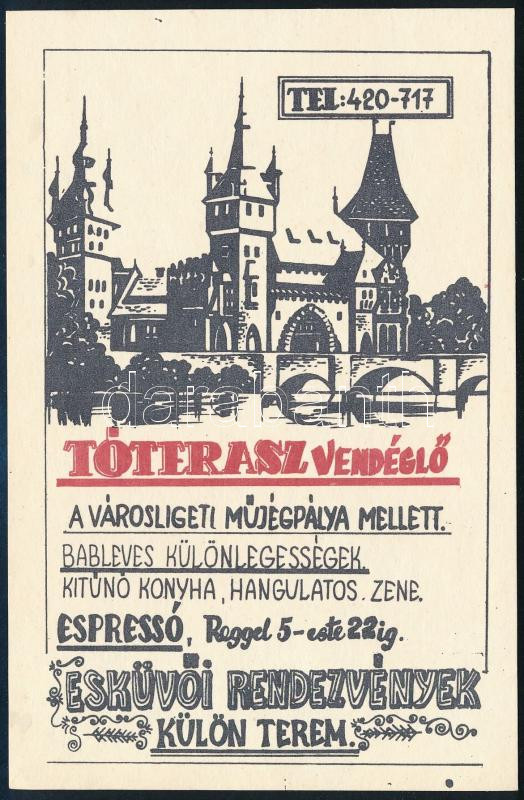 TEL:420-717
darabanth
TÓTERASZ VENDÉGLŐ
A VÁROSLIGETI MŰJÉGPÁLYA MELLETT.
BABLEVES KÜLÖNLEGESSÉGEK.
KITŰNŐ KONYHA, HANGULATOS. ZENE.
ESPRESSÓ, Reggel 5-este 22ig.
ESKÜVŐI RENDEZVÉNYEK
KÜLÖN TEREM.